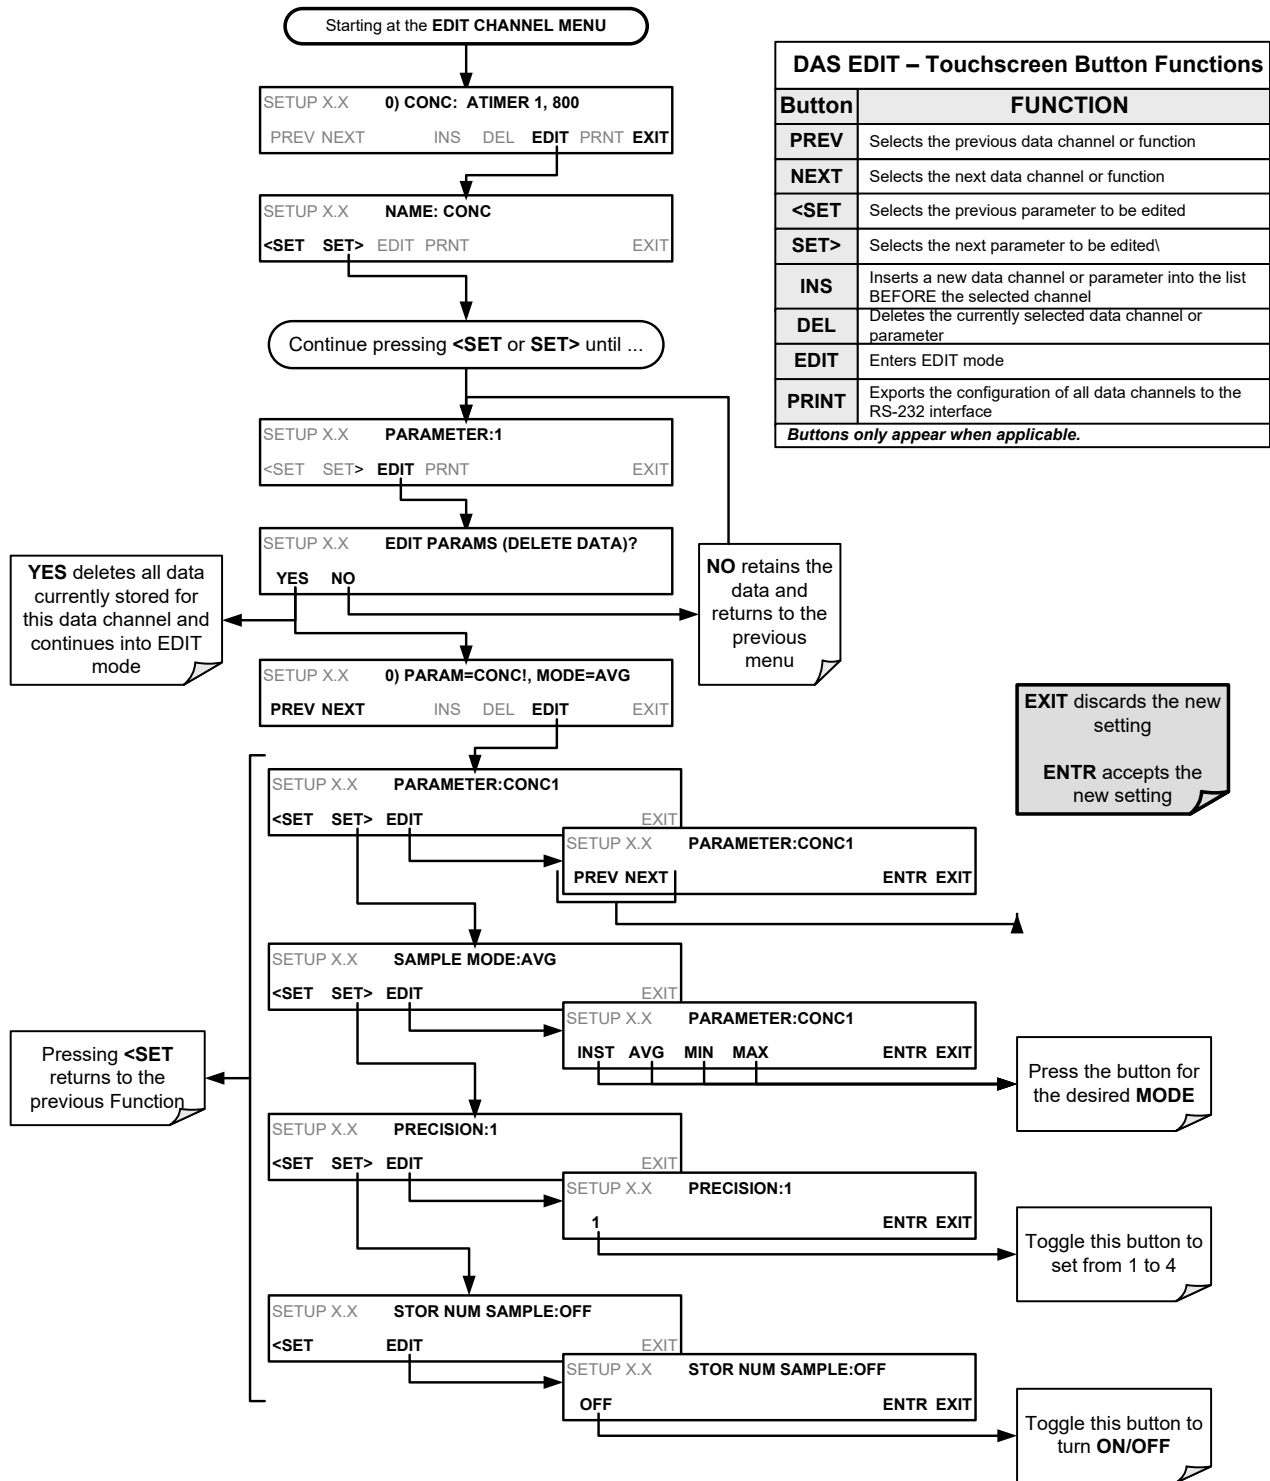 Starting at the EDIT CHANNEL MENU
SETUP X.X 0) CONC: ATIMER 1, 800
PREV NEXT INS DEL EDIT PRNT EXIT
SETUP X.X NAME: CONC
<SET SET> EDIT PRNT EXIT
Continue pressing <SET or SET> until ...
SETUP X.X PARAMETER:1
<SET SET> EDIT PRNT EXIT
SETUP X.X EDIT PARAMS (DELETE DATA)?
YES NO
YES deletes all data
currently stored for
this data channel and
continues into EDIT
mode
NO retains the
data and
returns to the
previous
menu
SETUP X.X 0) PARAM=CONC!, MODE=AVG
PREV NEXT INS DEL EDIT EXIT
DAS EDIT – Touchscreen Button Functions
Button FUNCTION
PREV Selects the previous data channel or function
NEXT Selects the next data channel or function
<SET Selects the previous parameter to be edited
SET> Selects the next parameter to be edited\
INS Inserts a new data channel or parameter into the list
BEFORE the selected channel
DEL Deletes the currently selected data channel or
parameter
EDIT Enters EDIT mode
PRINT Exports the configuration of all data channels to the
RS-232 interface
Buttons only appear when applicable.
EXIT discards the new
setting
ENTR accepts the
new setting
SETUP X.X PARAMETER:CONC1
<SET SET> EDIT EXIT
SETUP X.X PARAMETER:CONC1
PREV NEXT ENTR EXIT
SETUP X.X SAMPLE MODE:AVG
<SET SET> EDIT EXIT
SETUP X.X PARAMETER:CONC1
INST AVG MIN MAX ENTR EXIT
Press the button for
the desired MODE
Pressing <SET
returns to the
previous Function
SETUP X.X PRECISION:1
<SET SET> EDIT EXIT
SETUP X.X PRECISION:1
1 ENTR EXIT
Toggle this button to
set from 1 to 4
SETUP X.X STOR NUM SAMPLE:OFF
<SET EDIT EXIT
SETUP X.X STOR NUM SAMPLE:OFF
OFF ENTR EXIT
Toggle this button to
turn ON/OFF